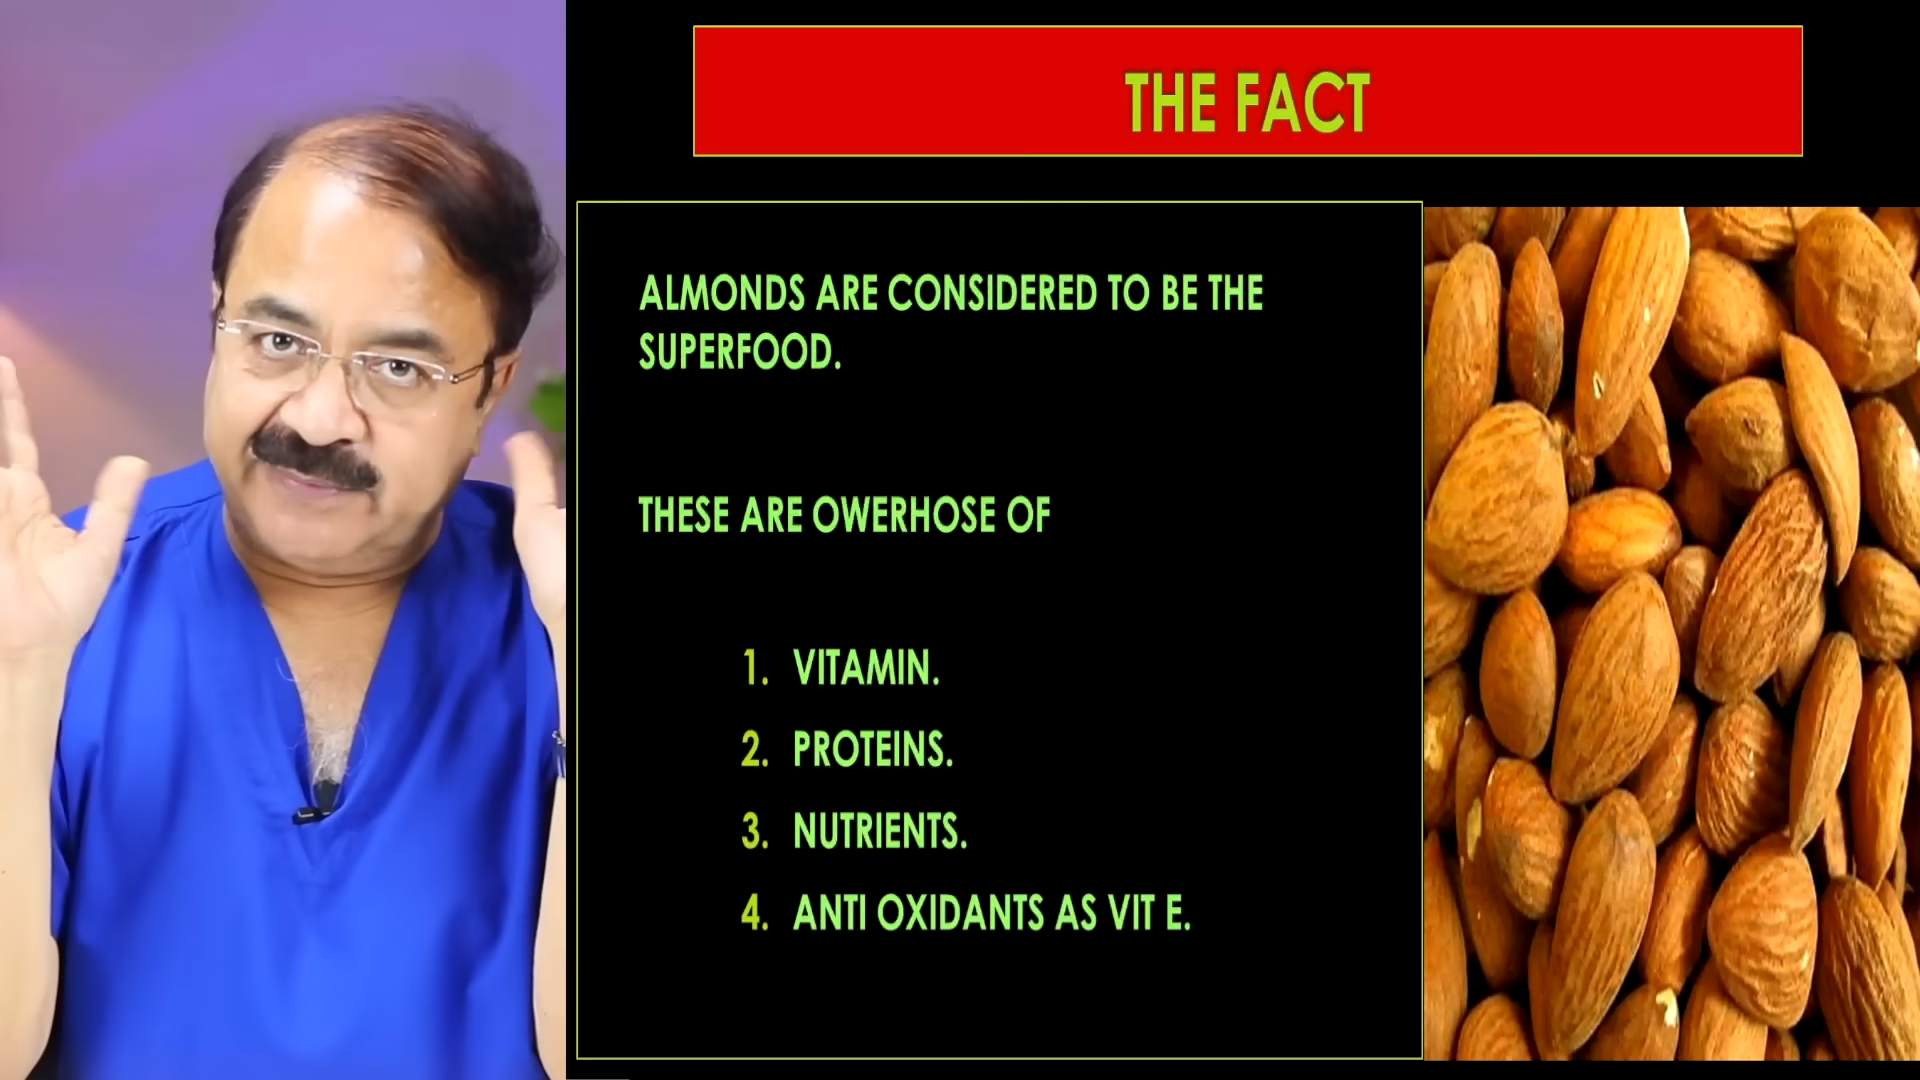 THE FACT
ALMONDS ARE CONSIDERED TO BE THE
SUPERFOOD.
THESE ARE OWERHOSE OF
1. VITAMIN.
2. PROTEINS.
3. NUTRIENTS.
4. ANTI OXIDANTS AS VIT E.